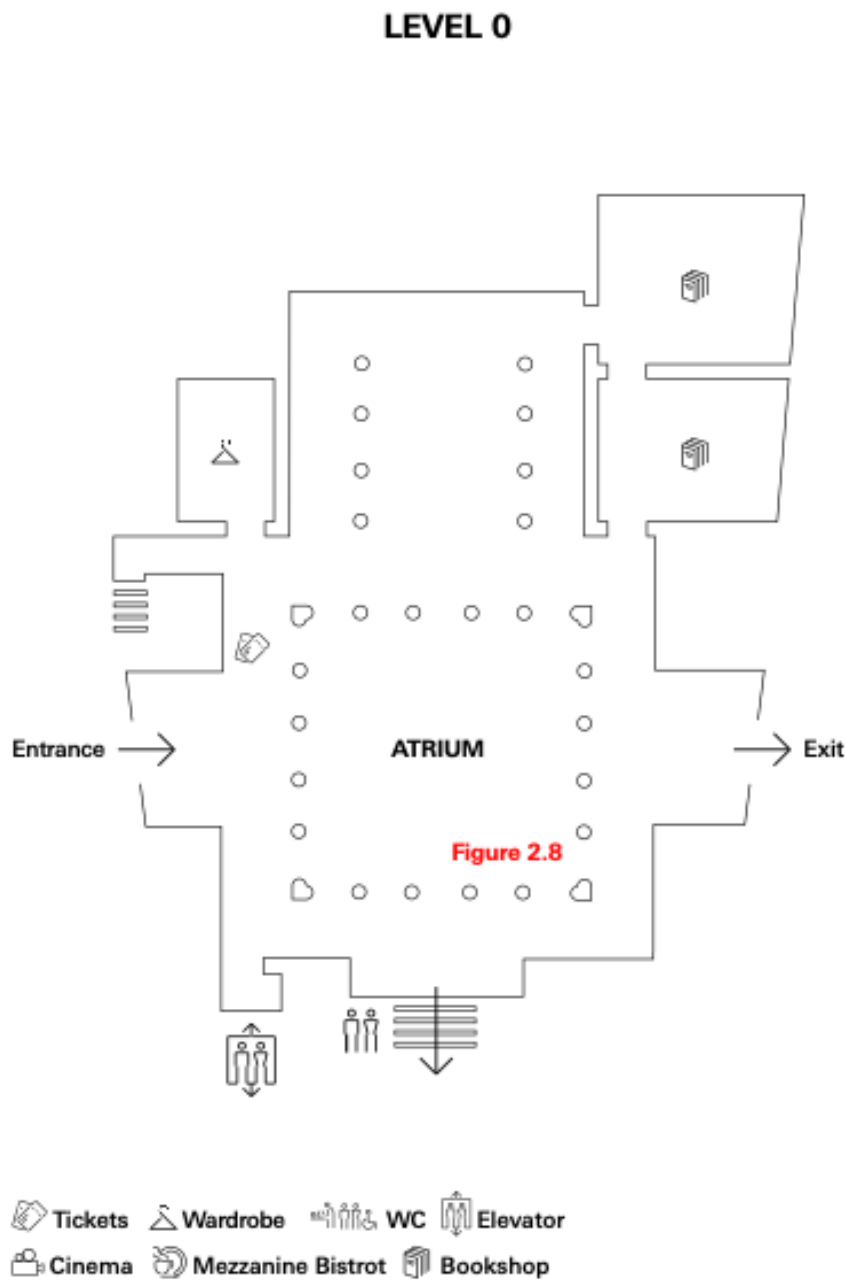 LEVEL 0
Entrance
ATRIUM
Exit
Figure 2.8
Tickets Wardrobe WC Elevator
Cinema Mezzanine Bistrot Bookshop